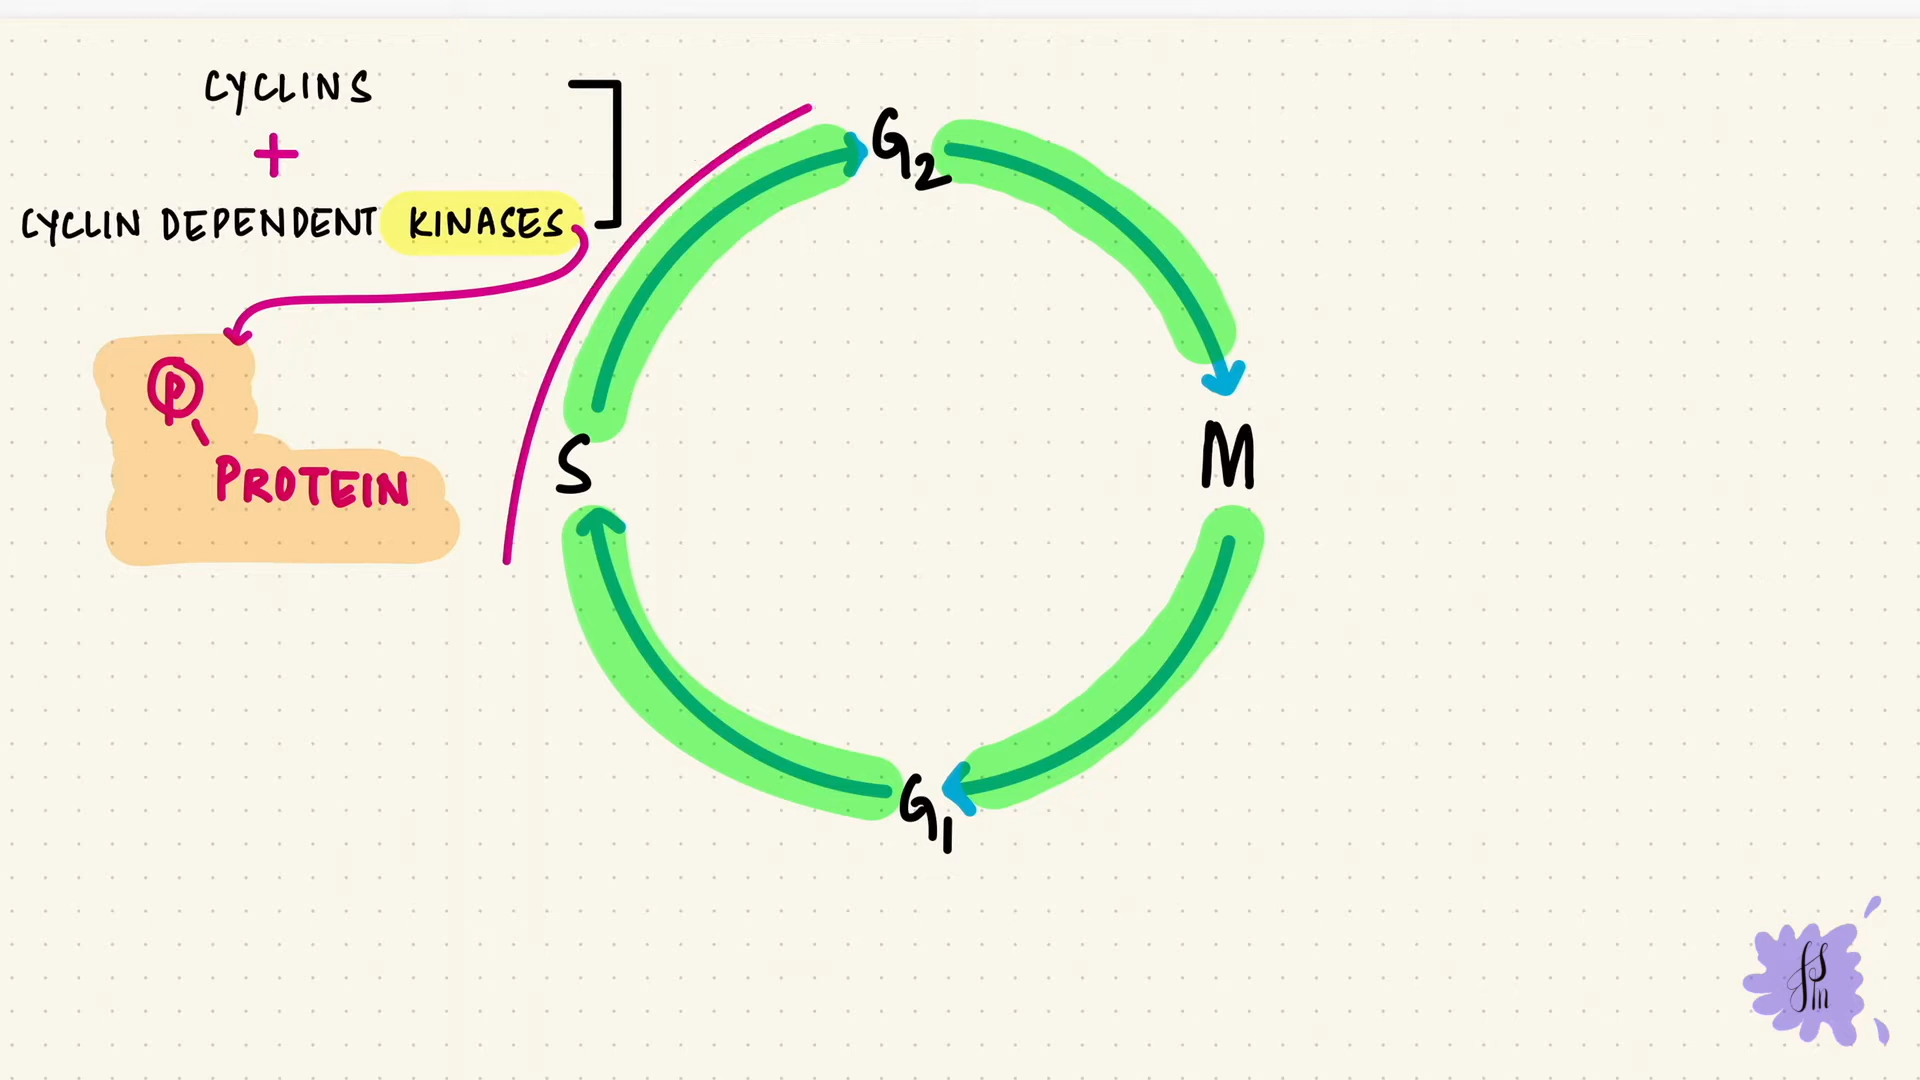 CYCLINS
+
CYCLIN DEPENDENT KINASES
P
PROTEIN
G2
S
M
G1